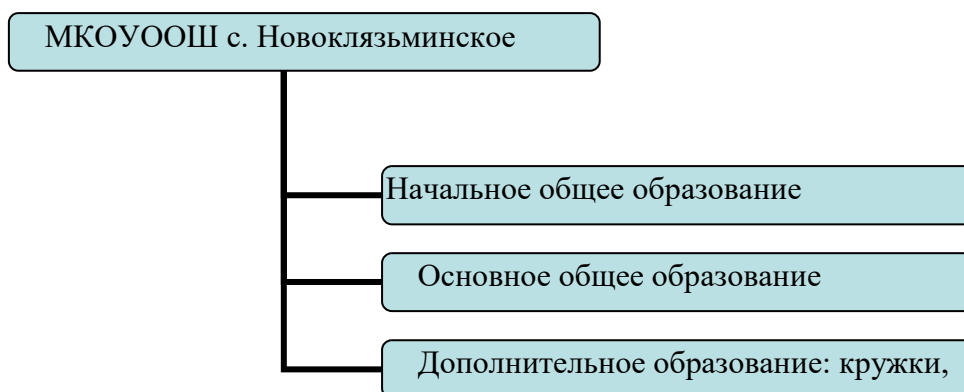 МКОУООШ с. Новоклязьминское
Начальное общее образование
Основное общее образование
Дополнительное образование: кружки,